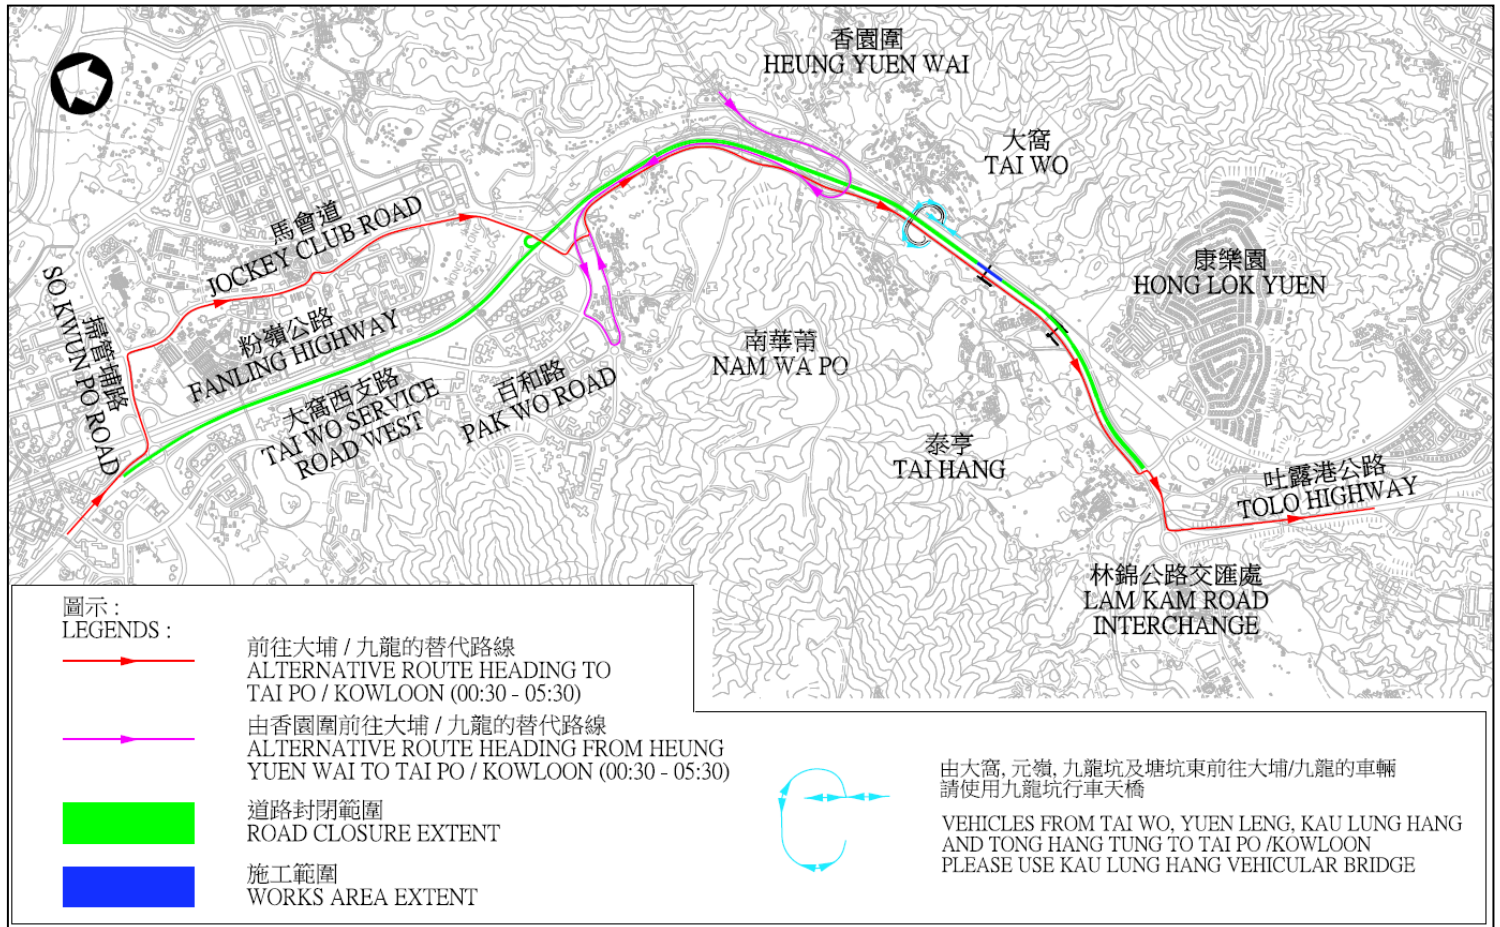 香園圍
HEUNG YUEN WAI
大窩
TAI WO
馬會道
JOCKEY CLUB ROAD
康樂園
HONG LOK YUEN
掃管埔路
SO KWUN PO ROAD
粉嶺公路
FANLING HIGHWAY
南華莆
NAM WA PO
大窩西支路
TAI WO SERVICE
ROAD WEST
百和路
PAK WO ROAD
泰亨
TAI HANG
吐露港公路
TOLO HIGHWAY
林錦公路交匯處
LAM KAM ROAD
INTERCHANGE
圖示 :
LEGENDS :
前往大埔 / 九龍的替代路線
ALTERNATIVE ROUTE HEADING TO
TAI PO / KOWLOON (00:30 - 05:30)
由香園圍前往大埔 / 九龍的替代路線
ALTERNATIVE ROUTE HEADING FROM HEUNG
YUEN WAI TO TAI PO / KOWLOON (00:30 - 05:30)
道路封閉範圍
ROAD CLOSURE EXTENT
施工範圍
WORKS AREA EXTENT
由大窩, 元嶺, 九龍坑及塘坑東前往大埔/九龍的車輛
請使用九龍坑行車天橋
VEHICLES FROM TAI WO, YUEN LENG, KAU LUNG HANG
AND TONG HANG TUNG TO TAI PO /KOWLOON
PLEASE USE KAU LUNG HANG VEHICULAR BRIDGE